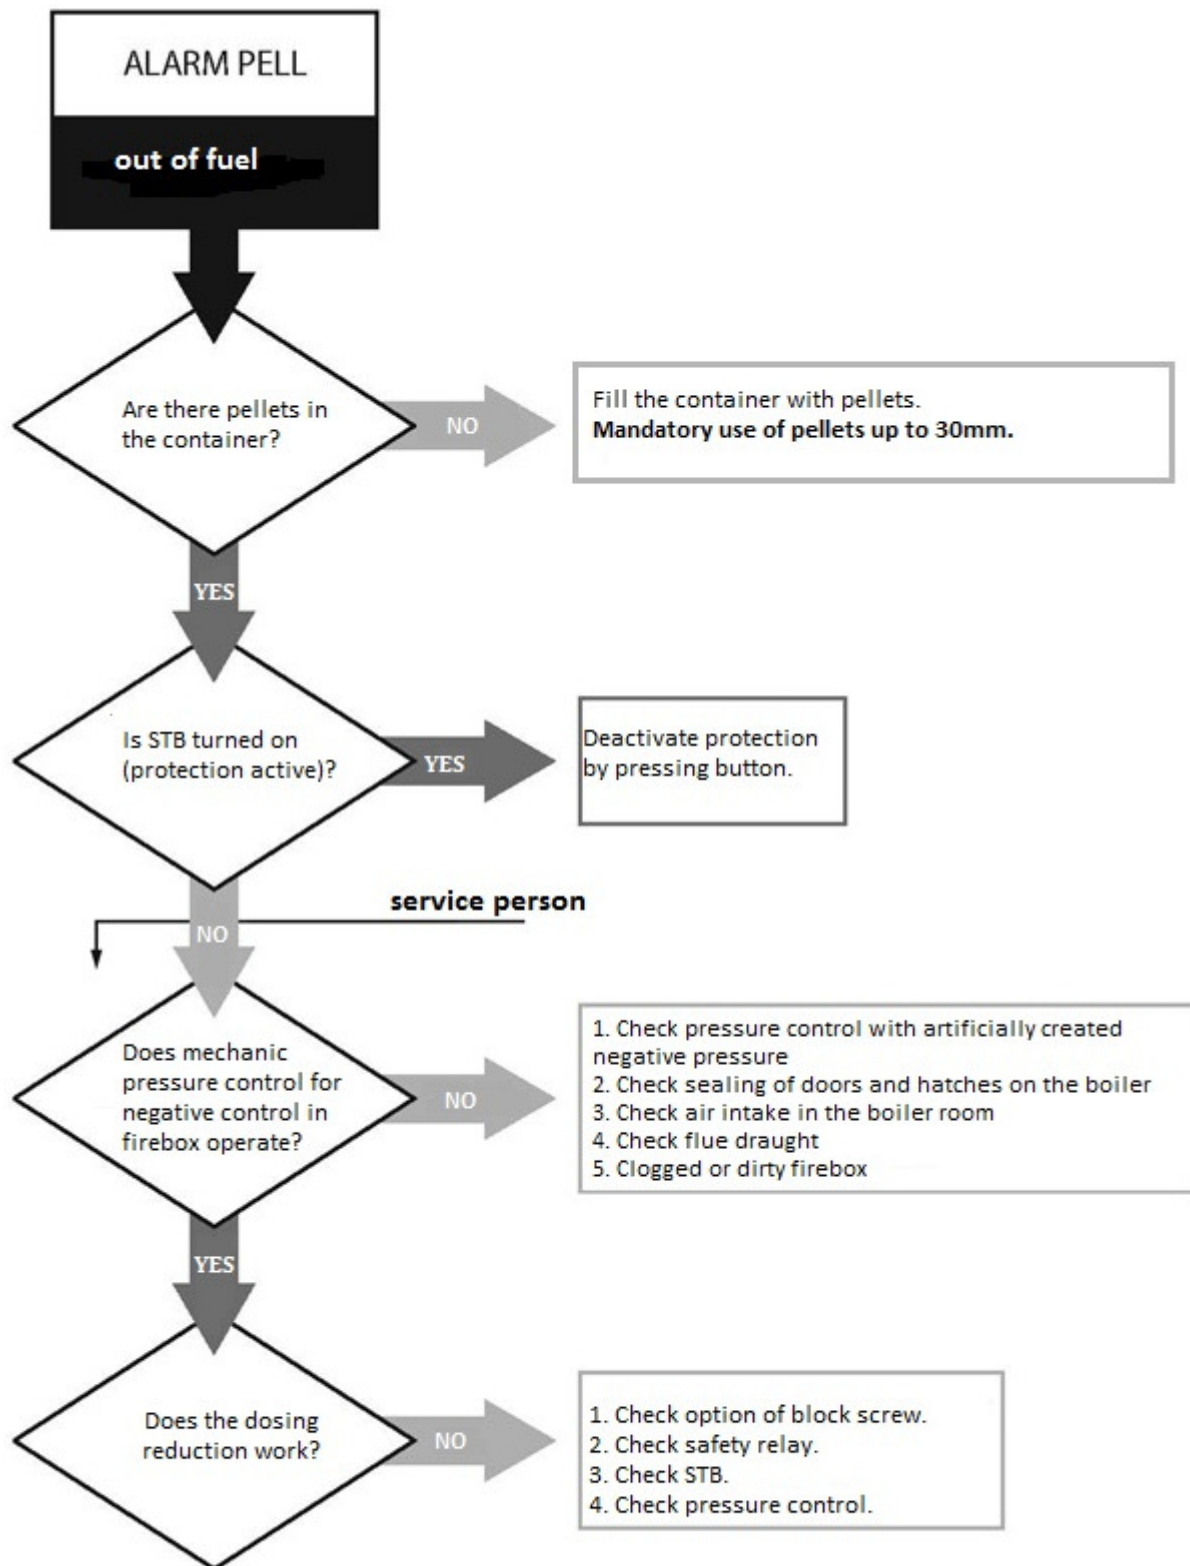 ALARM PELL
out of fuel
Are there pellets in
the container?
NO
Fill the container with pellets.
Mandatory use of pellets up to 30mm.
YES
Is STB turned on
(protection active)?
YES
Deactivate protection
by pressing button.
service person
NO
Does mechanic
pressure control for
negative control in
firebox operate?
NO
1. Check pressure control with artificially created
negative pressure
2. Check sealing of doors and hatches on the boiler
3. Check air intake in the boiler room
4. Check flue draught
5. Clogged or dirty firebox
YES
Does the dosing
reduction work?
NO
1. Check option of block screw.
2. Check safety relay.
3. Check STB.
4. Check pressure control.